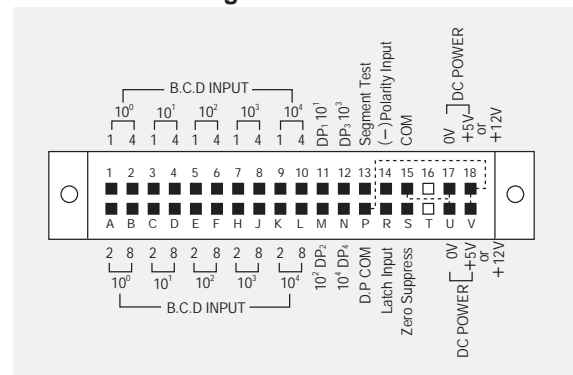 B.C.D INPUT
10⁰ 10¹ 10² 10³ 10⁴
1 4 1 4 1 4 1 4 1 4
DP₁ 10¹
DP₃ 10³
Segment Test
(−) Polarity Input
COM
DC POWER
0V
+5V
or
+12V
1 2 3 4 5 6 7 8 9 10 11 12 13 14 15 16 17 18
A B C D E F H J K L M N P R S T U V
2 8 2 8 2 8 2 8 2 8
10⁰ 10¹ 10² 10³ 10⁴
B.C.D INPUT
10² DP₂
10⁴ DP₄
D.P COM
Latch Input
Zero Suppress
DC POWER
0V
+5V
or
+12V